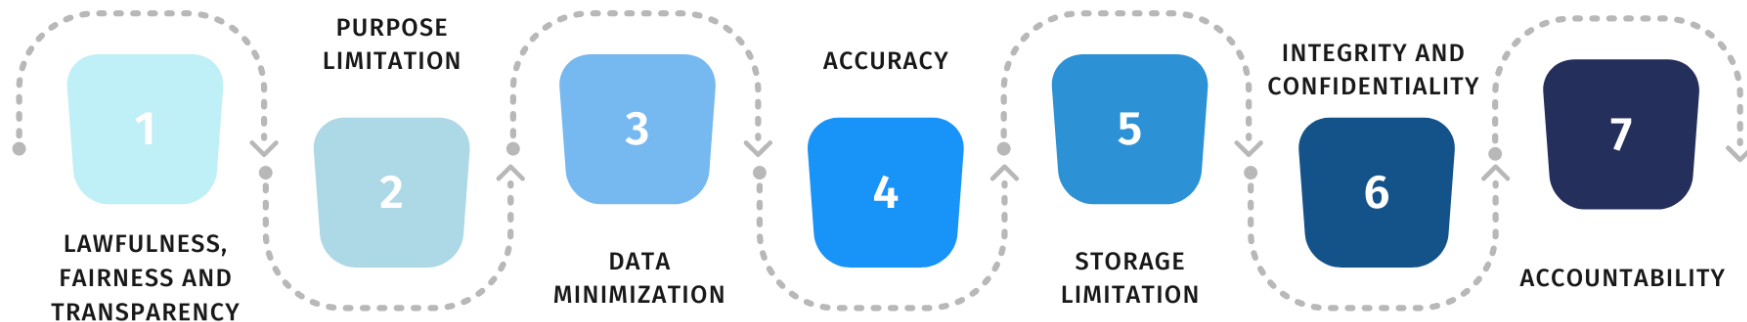 1
LAWFULNESS,
FAIRNESS AND
TRANSPARENCY
PURPOSE
LIMITATION
2
3
DATA
MINIMIZATION
ACCURACY
4
5
STORAGE
LIMITATION
INTEGRITY AND
CONFIDENTIALITY
6
7
ACCOUNTABILITY